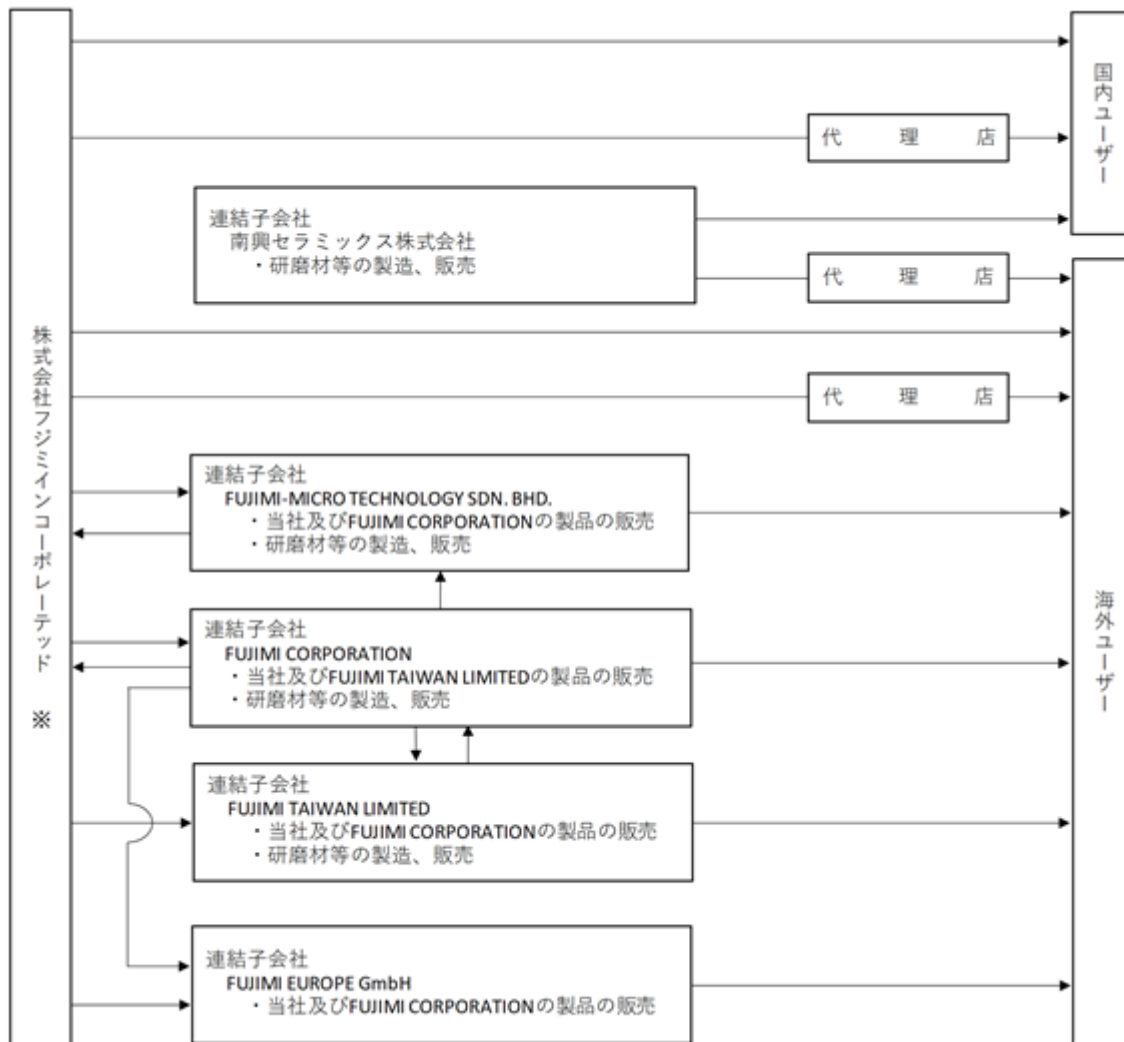 株式会社フジミインコーポレーテッド ※
国内ユーザー
代理店
連結子会社
南興セラミックス株式会社
・研磨材等の製造、販売
代理店
代理店
連結子会社
FUJIMI-MICRO TECHNOLOGY SDN. BHD.
・当社及びFUJIMI CORPORATIONの製品の販売
・研磨材等の製造、販売
連結子会社
FUJIMI CORPORATION
・当社及びFUJIMI TAIWAN LIMITEDの製品の販売
・研磨材等の製造、販売
海外ユーザー
連結子会社
FUJIMI TAIWAN LIMITED
・当社及びFUJIMI CORPORATIONの製品の販売
・研磨材等の製造、販売
連結子会社
FUJIMI EUROPE GmbH
・当社及びFUJIMI CORPORATIONの製品の販売